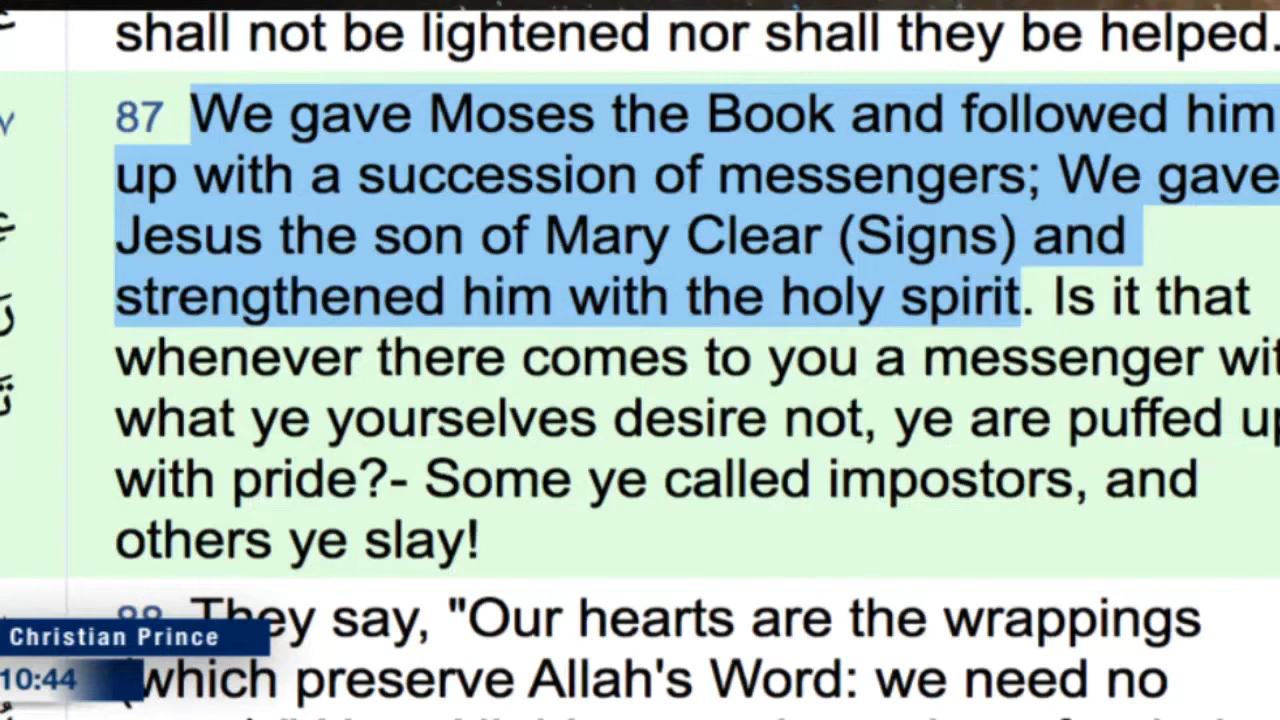 shall not be lightened nor shall they be helped.
87 We gave Moses the Book and followed him
up with a succession of messengers; We gave
Jesus the son of Mary Clear (Signs) and
strengthened him with the holy spirit. Is it that
whenever there comes to you a messenger wit
what ye yourselves desire not, ye are puffed up
with pride?- Some ye called impostors, and
others ye slay!
88 They say, "Our hearts are the wrappings
(which preserve Allah's Word: we need no
Christian Prince
10:44